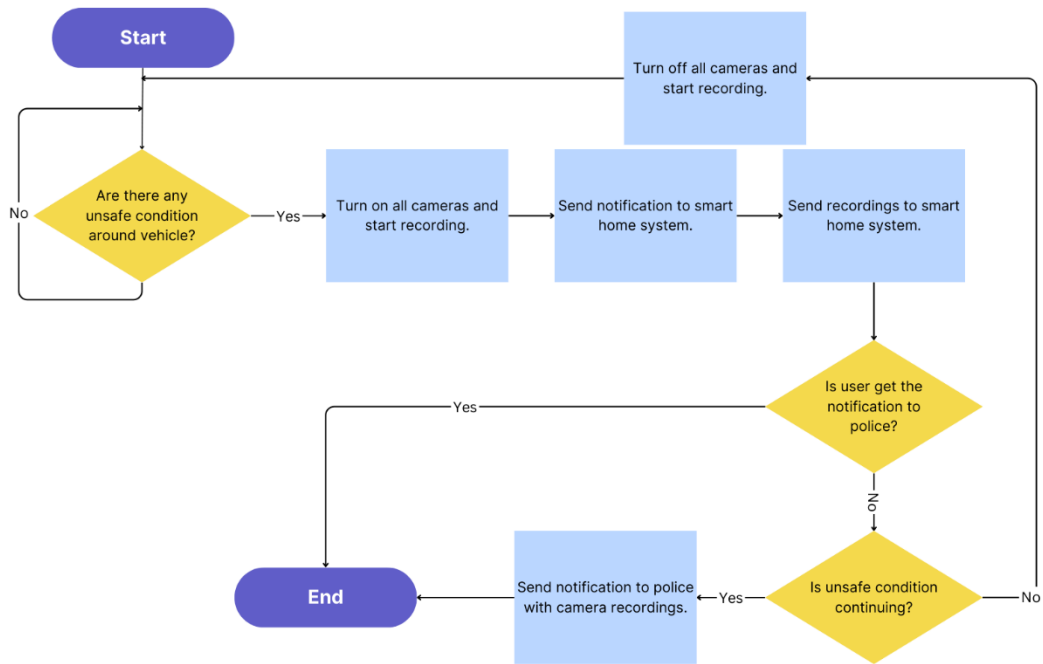 Start
Turn off all cameras and
start recording.
No
Are there any
unsafe condition
around vehicle?
Yes
Turn on all cameras and
start recording.
Send notification to smart
home system.
Send recordings to smart
home system.
Is user get the
notification to
police?
Yes
No
End
Send notification to police
with camera recordings.
Yes
Is unsafe condition
continuing?
No